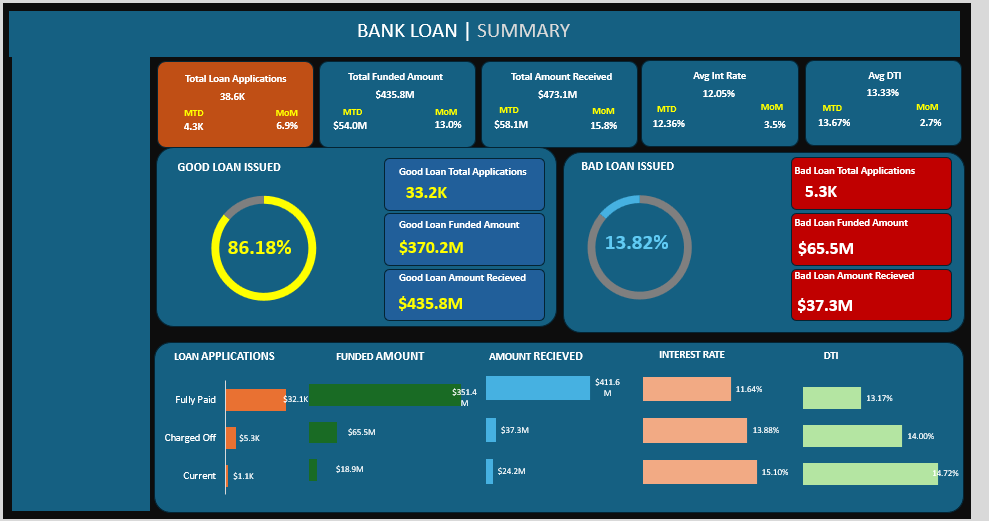 BANK LOAN | SUMMARY
Total Loan Applications
38.6K
MTD MoM
4.3K 6.9%
Total Funded Amount
$435.8M
MTD MoM
$54.0M 13.0%
Total Amount Received
$473.1M
MTD MoM
$58.1M 15.8%
Avg Int Rate
12.05%
MTD MoM
12.36% 3.5%
Avg DTI
13.33%
MTD MoM
13.67% 2.7%
GOOD LOAN ISSUED
86.18%
Good Loan Total Applications
33.2K
Good Loan Funded Amount
$370.2M
Good Loan Amount Recieved
$435.8M
BAD LOAN ISSUED
13.82%
Bad Loan Total Applications
5.3K
Bad Loan Funded Amount
$65.5M
Bad Loan Amount Recieved
$37.3M
LOAN APPLICATIONS FUNDED AMOUNT AMOUNT RECIEVED INTEREST RATE DTI
Fully Paid $32.1K $351.4
M $411.6
M 11.64% 13.17%
Charged Off $5.3K $65.5M $37.3M 13.88% 14.00%
Current $1.1K $18.9M $24.2M 15.10% 14.72%